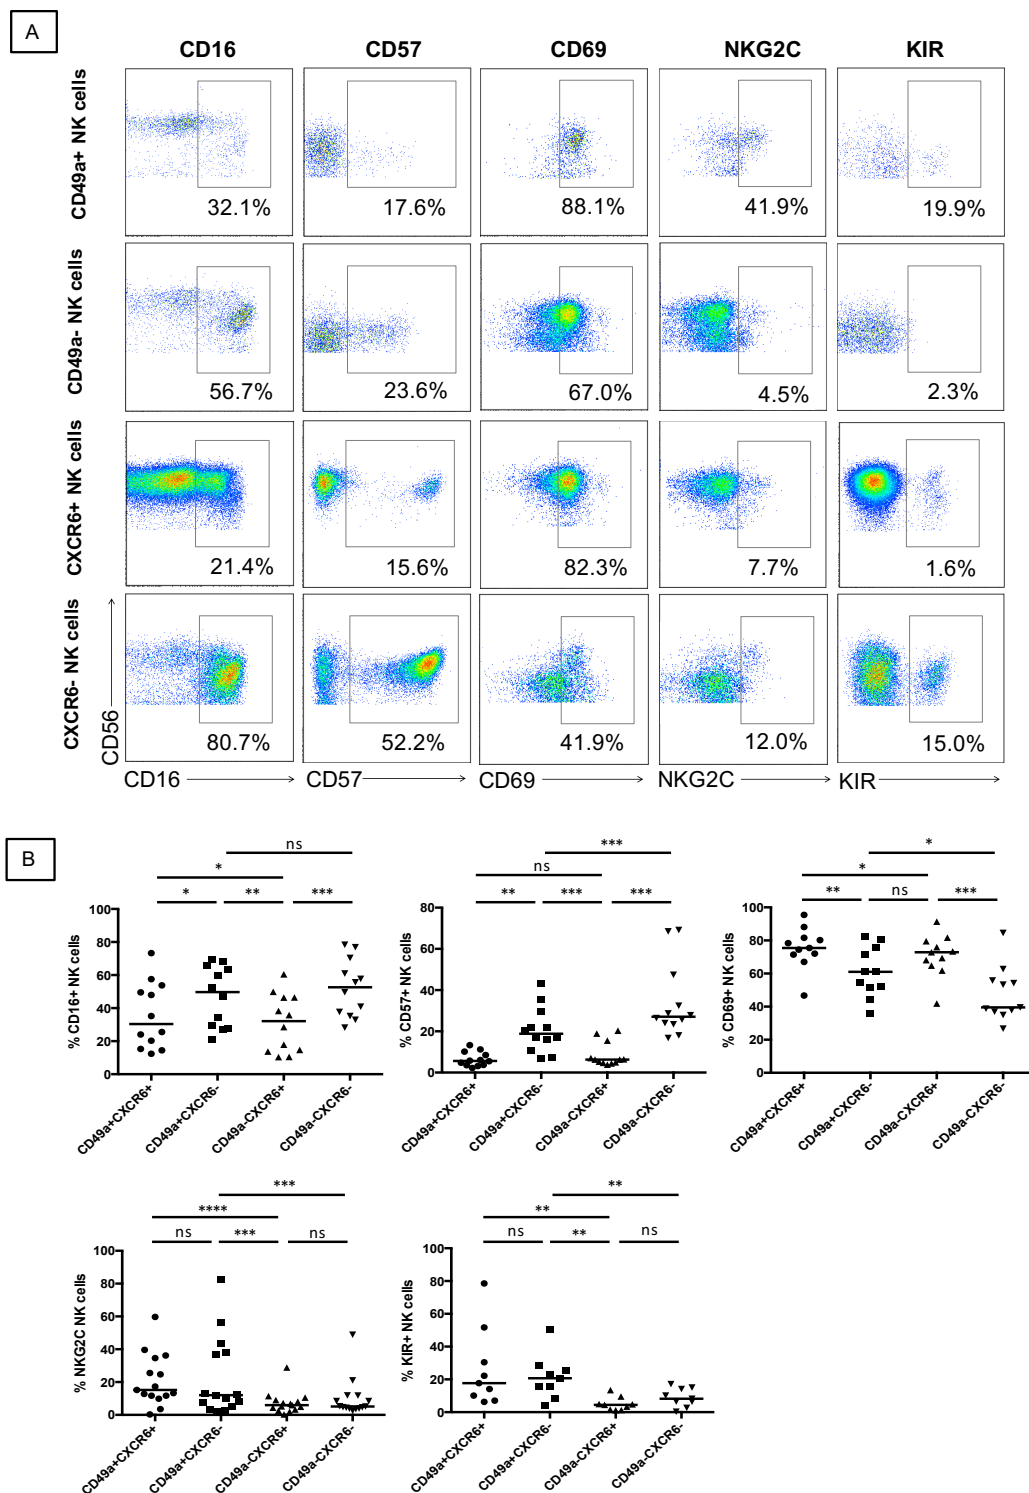 A
CD16 CD57 CD69 NKG2C KIR
CD49a+ NK cells
32.1% 17.6% 88.1% 41.9% 19.9%
CD49a- NK cells
56.7% 23.6% 67.0% 4.5% 2.3%
CXCR6+ NK cells
21.4% 15.6% 82.3% 7.7% 1.6%
CXCR6- NK cells
80.7% 52.2% 41.9% 12.0% 15.0%
CD56
CD16 CD57 CD69 NKG2C KIR
B
ns
*
* ** ***
% CD16+ NK cells
100
80
60
40
20
0
CD49a+CXCR6+
CD49a+CXCR6-
CD49a-CXCR6+
CD49a-CXCR6-
***
ns
** *** ***
% CD57+ NK cells
80
60
40
20
0
CD49a+CXCR6+
CD49a+CXCR6-
CD49a-CXCR6+
CD49a-CXCR6-
*
*
** ns ***
% CD69+ NK cells
100
80
60
40
20
0
CD49a+CXCR6+
CD49a+CXCR6-
CD49a-CXCR6+
CD49a-CXCR6-
***
****
ns *** ns
% NKG2C NK cells
100
80
60
40
20
0
CD49a+CXCR6+
CD49a+CXCR6-
CD49a-CXCR6+
CD49a-CXCR6-
**
**
ns ** ns
% KIR+ NK cells
100
80
60
40
20
0
CD49a+CXCR6+
CD49a+CXCR6-
CD49a-CXCR6+
CD49a-CXCR6-